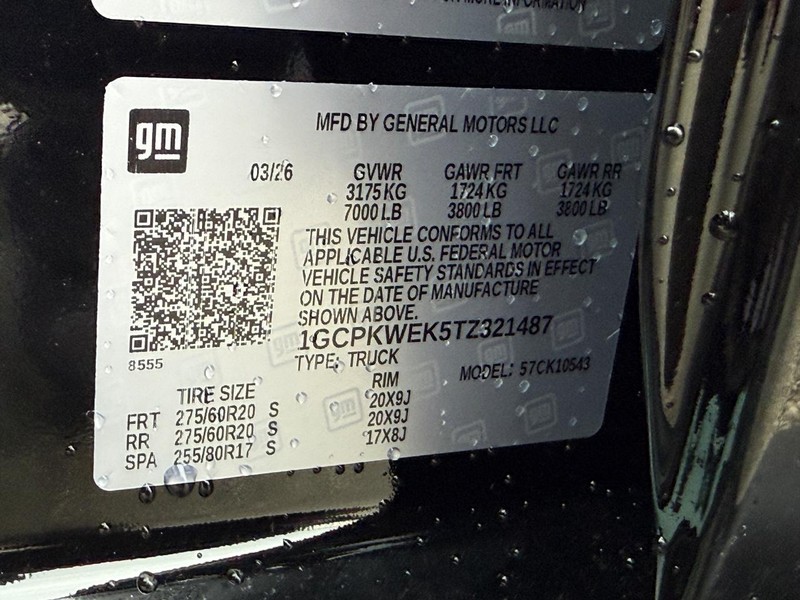 MORE INFORMATION
gm
MFD BY GENERAL MOTORS LLC
03/26 GVWR GAWR FRT GAWR RR
3175 KG 1724 KG 1724 KG
7000 LB 3800 LB 3800 LB
THIS VEHICLE CONFORMS TO ALL
APPLICABLE U.S. FEDERAL MOTOR
VEHICLE SAFETY STANDARDS IN EFFECT
ON THE DATE OF MANUFACTURE
SHOWN ABOVE.
1GCPKWEK5TZ321487
8555 TYPE: TRUCK MODEL: 57CK10543
TIRE SIZE RIM
FRT 275/60R20 S 20X9J
RR 275/60R20 S 20X9J
SPA 255/80R17 S 17X8J